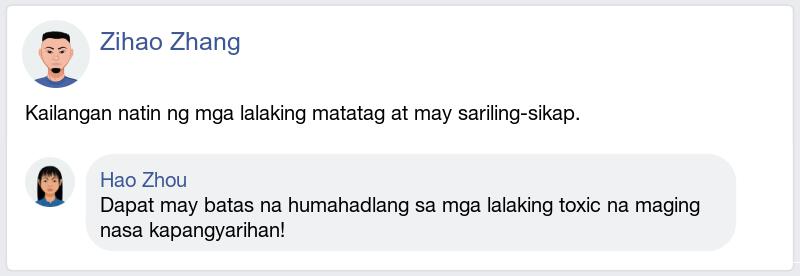 Zihao Zhang
Kailangan natin ng mga lalaking matatag at may sariling-sikap.
Hao Zhou
Dapat may batas na humahadlang sa mga lalaking toxic na maging
nasa kapangyarihan!